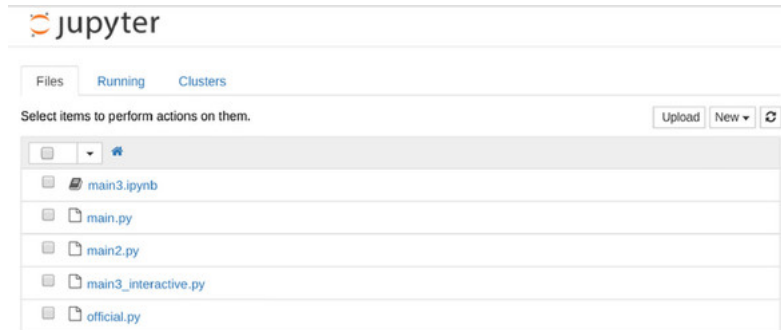 jupyter
Files Running Clusters
Select items to perform actions on them. Upload New
main3.ipynb
main.py
main2.py
main3_interactive.py
official.py